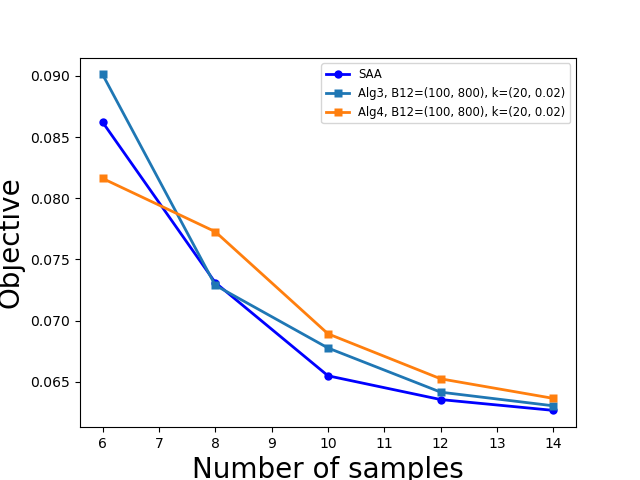 SAA
Alg3, B12=(100, 800), k=(20, 0.02)
Alg4, B12=(100, 800), k=(20, 0.02)
0.090
0.085
0.080
0.075
0.070
0.065
Objective
6 7 8 9 10 11 12 13 14
Number of samples